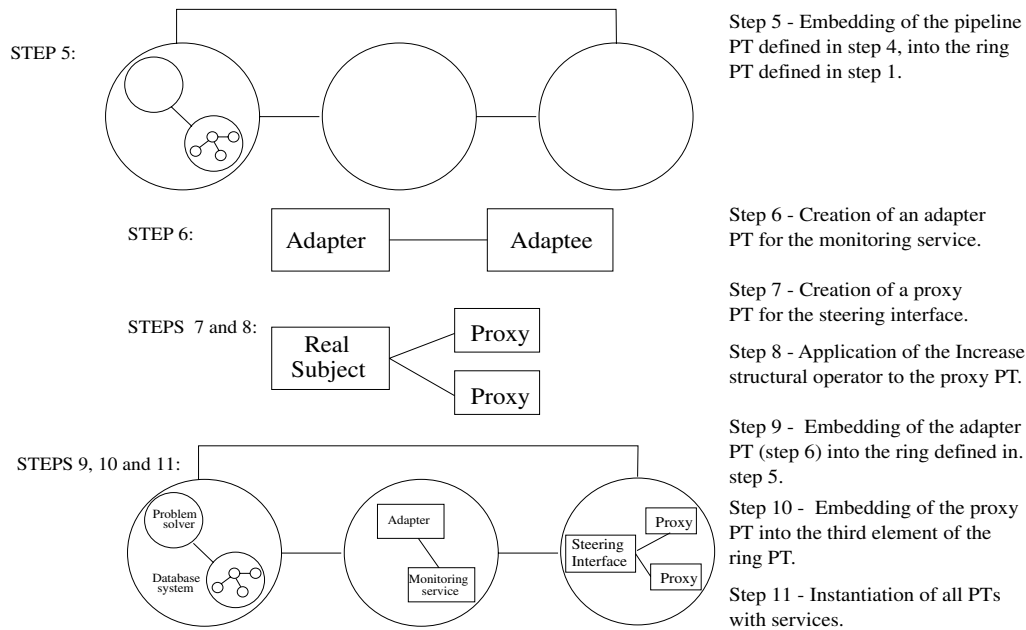 STEP 5:
Step 5 - Embedding of the pipeline
PT defined in step 4, into the ring
PT defined in step 1.
STEP 6:
Adapter
Adaptee
Step 6 - Creation of an adapter
PT for the monitoring service.
STEPS 7 and 8:
Real
Subject
Proxy
Proxy
Step 7 - Creation of a proxy
PT for the steering interface.
Step 8 - Application of the Increase
structural operator to the proxy PT.
STEPS 9, 10 and 11:
Problem
solver
Database
system
Adapter
Monitoring
service
Steering
Interface
Proxy
Proxy
Step 9 - Embedding of the adapter
PT (step 6) into the ring defined in.
step 5.
Step 10 - Embedding of the proxy
PT into the third element of the
ring PT.
Step 11 - Instantiation of all PTs
with services.